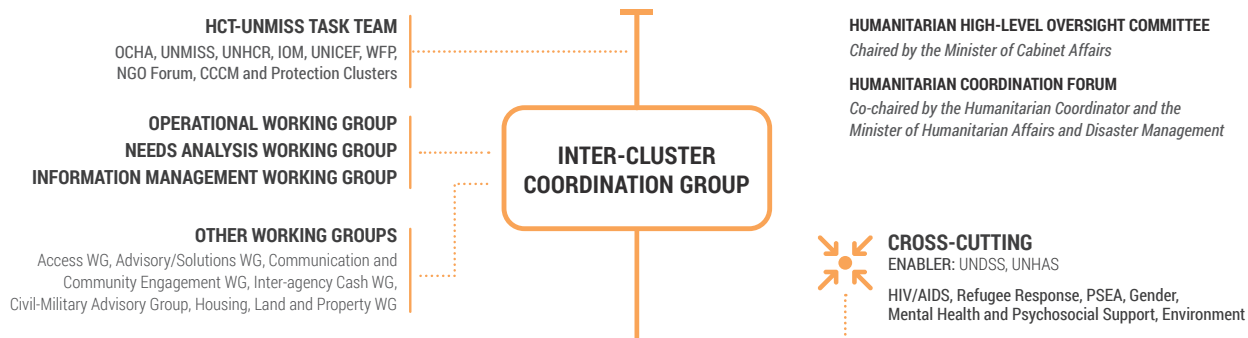 HCT-UNMISS TASK TEAM
OCHA, UNMISS, UNHCR, IOM, UNICEF, WFP,
NGO Forum, CCCM and Protection Clusters
OPERATIONAL WORKING GROUP
NEEDS ANALYSIS WORKING GROUP
INFORMATION MANAGEMENT WORKING GROUP
OTHER WORKING GROUPS
Access WG, Advisory/Solutions WG, Communication and
Community Engagement WG, Inter-agency Cash WG,
Civil-Military Advisory Group, Housing, Land and Property WG
INTER-CLUSTER
COORDINATION GROUP
HUMANITARIAN HIGH-LEVEL OVERSIGHT COMMITTEE
Chaired by the Minister of Cabinet Affairs
HUMANITARIAN COORDINATION FORUM
Co-chaired by the Humanitarian Coordinator and the
Minister of Humanitarian Affairs and Disaster Management
CROSS-CUTTING
ENABLER: UNDSS, UNHAS
HIV/AIDS, Refugee Response, PSEA, Gender,
Mental Health and Psychosocial Support, Environment